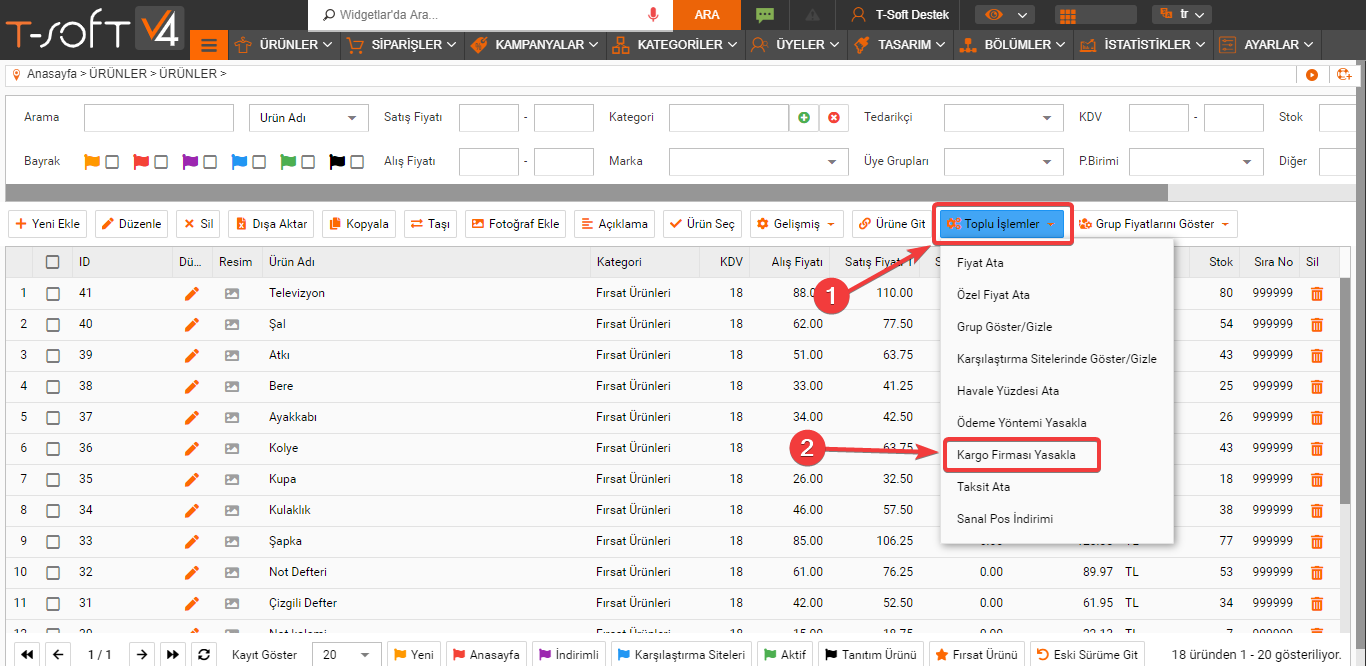 T-SOFT V4
Widgetlar'da Ara...
ARA
T-Soft Destek
tr
ÜRÜNLER SİPARİŞLER KAMPANYALAR KATEGORİLER ÜYELER TASARIM BÖLÜMLER İSTATİSTİKLER AYARLAR
Anasayfa > ÜRÜNLER > ÜRÜNLER >
Arama Ürün Adı Satış Fiyatı - Kategori Tedarikçi KDV - Stok
Bayrak Alış Fiyatı - Marka Üye Grupları P.Birimi Diğer
Yeni Ekle Düzenle Sil Dışa Aktar Kopyala Taşı Fotoğraf Ekle Açıklama Ürün Seç Gelişmiş Ürüne Git Toplu İşlemler Grup Fiyatlarını Göster
ID Dü... Resim Ürün Adı Kategori KDV Alış Fiyatı Satış Fiyatı Stok Sıra No Sil
1 41 Televizyon Fırsat Ürünleri 18 110.00 80 999999
2 40 Şal Fırsat Ürünleri 18 62.00 77.50 54 999999
3 39 Atkı Fırsat Ürünleri 18 51.00 63.75 43 999999
4 38 Bere Fırsat Ürünleri 18 33.00 41.25 25 999999
5 37 Ayakkabı Fırsat Ürünleri 18 34.00 42.50 26 999999
6 36 Kolye Fırsat Ürünleri 18 63.75 43 999999
7 35 Kupa Fırsat Ürünleri 18 26.00 32.50 18 999999
8 34 Kulaklık Fırsat Ürünleri 18 46.00 57.50 38 999999
9 33 Şapka Fırsat Ürünleri 18 85.00 106.25 77 999999
10 32 Not Defteri Fırsat Ürünleri 18 61.00 76.25 0.00 89.97 TL 53 999999
11 31 Çizgili Defter Fırsat Ürünleri 18 42.00 52.50 0.00 61.95 TL 34 999999
1
2
Fiyat Ata
Özel Fiyat Ata
Grup Göster/Gizle
Karşılaştırma Sitelerinde Göster/Gizle
Havale Yüzdesi Ata
Ödeme Yöntemi Yasakla
Kargo Firması Yasakla
Taksit Ata
Sanal Pos İndirimi
1 / 1 Kayıt Göster 20 Yeni Anasayfa İndirimli Karşılaştırma Siteleri Aktif Tanıtım Ürünü Fırsat Ürünü Eski Sürüme Git 18 üründen 1 - 20 gösteriliyor.